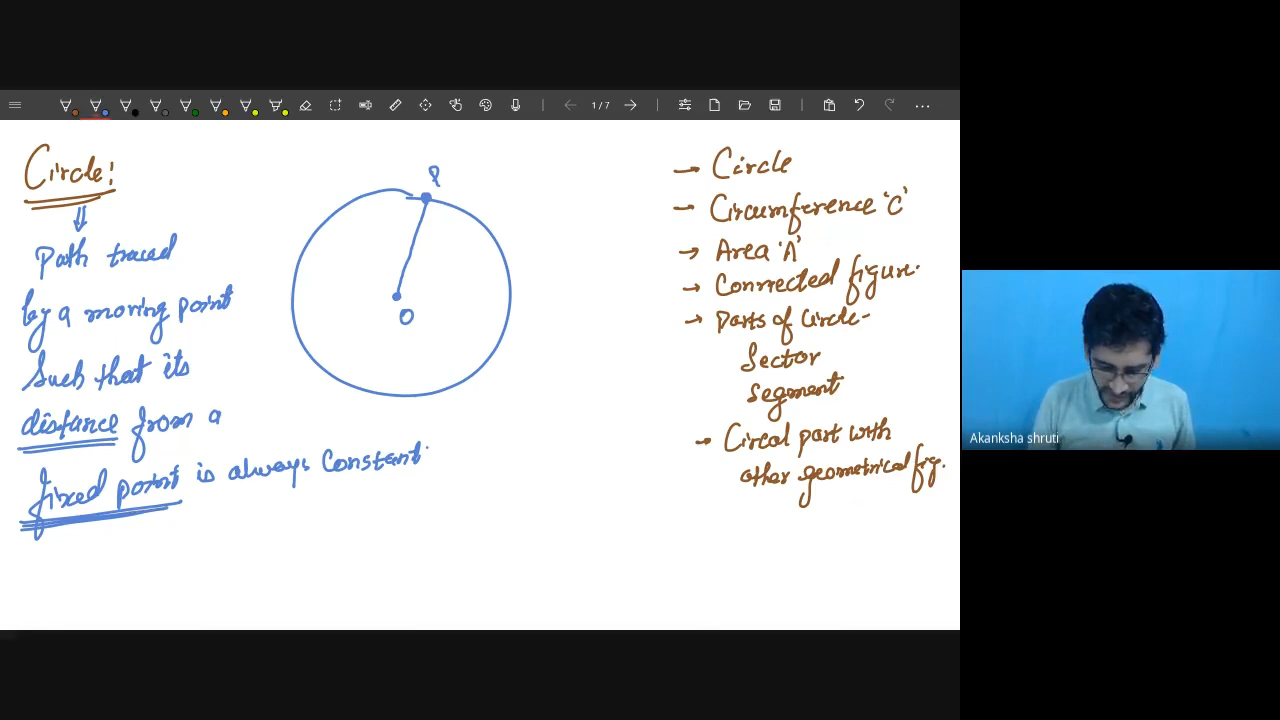 1/7
Circle:
Path traced
by a moving point
Such that its
distance from a
fixed point is always constant.
P
O
→ Circle
→ Circumference 'C'
→ Area 'A'
→ Connected figure.
→ Parts of Circle-
Sector
Segment
→ Circal part with
other geometrical fig.
Akanksha shruti